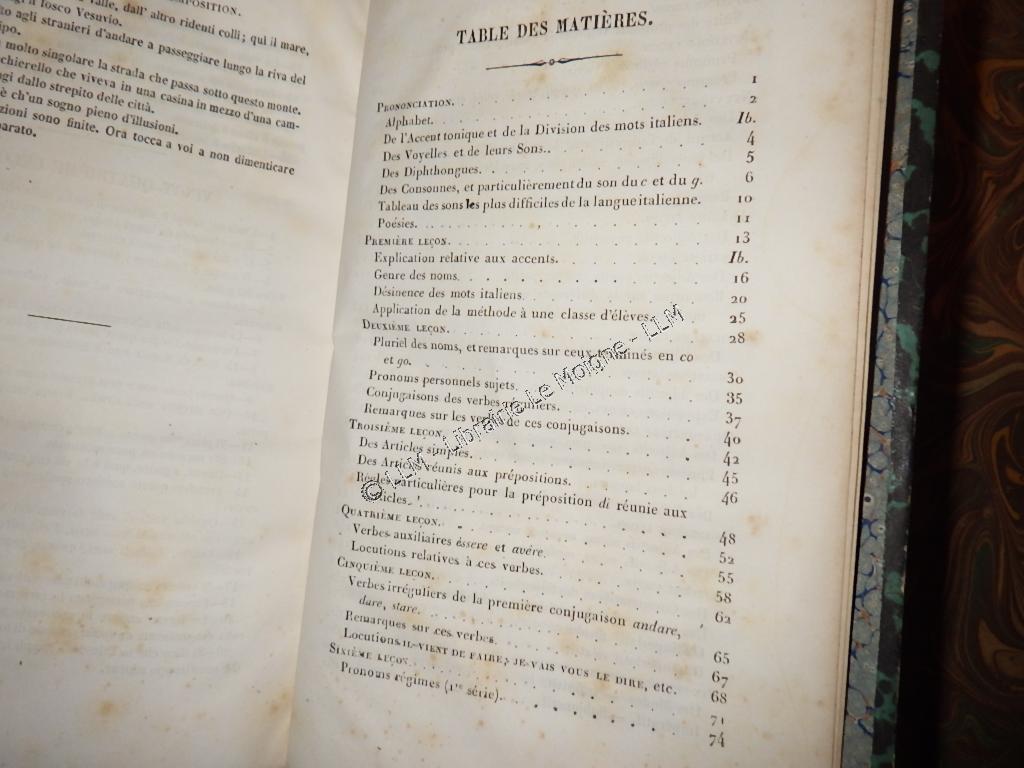 POSITION.
valle, dall' altro ridenti colli; qui il mare,
il fosco Vesuvio.
agli stranieri d'andare a passeggiare lungo la riva del
molto singolare la strada che passa sotto questo monte.
chierello che viveva in una casina in mezzo d'una cam-
dallo strepito delle città.
è ch'un sogno pieno d'illusioni.
zioni sono finite. Ora tocca a voi a non dimenticare
parato.
TABLE DES MATIÈRES.
PRONONCIATION. 1
Alphabet. 2
De l'Accent tonique et de la Division des mots italiens. Ib.
Des Voyelles et de leurs Sons. 4
Des Diphthongues. 5
Des Consonnes, et particulièrement du son du c et du g. 6
Tableau des sons les plus difficiles de la langue italienne. 10
Poésies. 11
PREMIÈRE LEÇON. 13
Explication relative aux accents. Ib.
Genre des noms. 16
Désinence des mots italiens. 20
Application de la méthode à une classe d'élèves. 25
DEUXIÈME LEÇON. 28
Pluriel des noms, et remarques sur ceux terminés en co
et go. 30
Pronoms personnels sujets. 35
Conjugaisons des verbes réguliers. 37
Remarques sur les verbes de ces conjugaisons. 40
TROISIÈME LEÇON. 42
Des Articles simples. 45
Des Articles réunis aux prépositions. 46
Règles particulières pour la préposition di réunie aux
articles. 48
QUATRIÈME LEÇON. 52
Verbes auxiliaires éssere et avére. 55
Locutions relatives à ces verbes. 58
CINQUIÈME LEÇON. 62
Verbes irréguliers de la première conjugaison andare,
dare, stare. 65
Remarques sur ces verbes. 67
Locutions IL VIENT DE FAIRE, JE VAIS VOUS LE DIRE, etc. 68
SIXIÈME LEÇON. 71
Pronoms régimes (1re série). 74
© LLM - Librairie Le Moigne - LLM